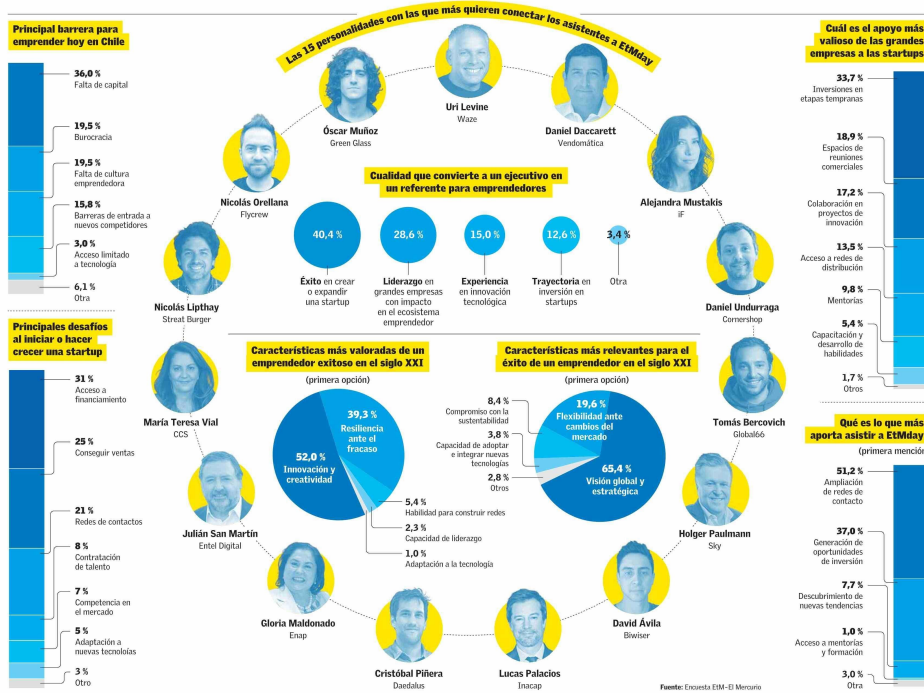 Las 15 personalidades con las que más quieren conectar los asistentes a EtMday
Uri Levine
Waze
Óscar Muñoz
Green Glass
Daniel Daccarett
Vendomática
Nicolás Orellana
Flycrew
Alejandra Mustakis
iF
Nicolás Lipthay
Streat Burger
Daniel Undurraga
Cornershop
María Teresa Vial
CCS
Tomás Bercovich
Global66
Julián San Martín
Entel Digital
Holger Paulmann
Sky
Gloria Maldonado
Enap
David Ávila
Biwiser
Cristóbal Piñera
Daedalus
Lucas Palacios
Inacap
Principal barrera para
emprender hoy en Chile
36,0 %
Falta de capital
19,5 %
Burocracia
19,5 %
Falta de cultura
emprendedora
15,8 %
Barreras de entrada a
nuevos competidores
3,0 %
Acceso limitado
a tecnología
6,1 %
Otra
Principales desafíos
al iniciar o hacer
crecer una startup
31 %
Acceso a
financiamiento
25 %
Conseguir ventas
21 %
Redes de contactos
8 %
Contratación
de talento
7 %
Competencia en
el mercado
5 %
Adaptación a
nuevas tecnoloías
3 %
Otro
Cualidad que convierte a un ejecutivo en
un referente para emprendedores
40,4 %
Éxito en crear
o expandir
una startup
28,6 %
Liderazgo en
grandes empresas
con impacto
en el ecosistema
emprendedor
15,0 %
Experiencia
en innovación
tecnológica
12,6 %
Trayectoria en
inversión en
startups
3,4 %
Otra
Características más valoradas de un
emprendedor exitoso en el siglo XXI
(primera opción)
39,3 %
Resiliencia
ante el
fracaso
52,0 %
Innovación y
creatividad
5,4 %
Habilidad para construir redes
2,3 %
Capacidad de liderazgo
1,0 %
Adaptación a la tecnología
Características más relevantes para el
éxito de un emprendedor en el siglo XXI
(primera opción)
8,4 %
Compromiso con la
sustentabilidad
3,8 %
Capacidad de adoptar
e integrar nuevas
tecnologías
2,8 %
Otros
19,6 %
Flexibilidad ante
cambios del
mercado
65,4 %
Visión global y
estratégica
Cuál es el apoyo más
valioso de las grandes
empresas a las startups
33,7 %
Inversiones en
etapas tempranas
18,9 %
Espacios de
reuniones
comerciales
17,2 %
Colaboración en
proyectos de
innovación
13,5 %
Acceso a redes de
distribución
9,8 %
Mentorías
5,4 %
Capacitación y
desarrollo de
habilidades
1,7 %
Otros
Qué es lo que más
aporta asistir a EtMday
(primera menció
51,2 %
Ampliación
de redes de
contacto
37,0 %
Generación de
oportunidades
de inversión
7,7 %
Descubrimiento de
nuevas tendencias
1,0 %
Acceso a mentorías
y formación
3,0 %
Otra
Fuente: Encuesta EtM-El Mercurio